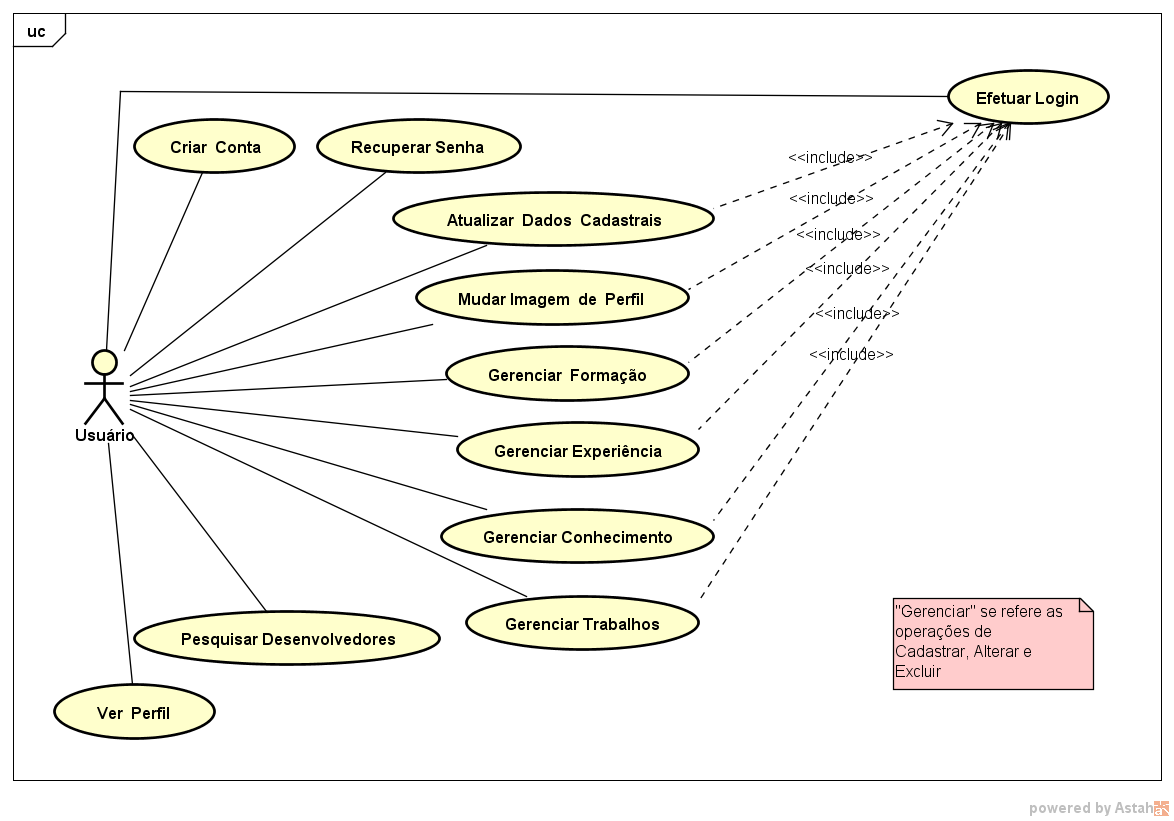 uc
Efetuar Login
Criar Conta
Recuperar Senha
<<include>>
<<include>>
Atualizar Dados Cadastrais
<<include>>
<<include>>
Mudar Imagem de Perfil
<<include>>
<<include>>
Gerenciar Formação
Usuário
Gerenciar Experiência
Gerenciar Conhecimento
"Gerenciar" se refere as
operações de
Cadastrar, Alterar e
Excluir
Gerenciar Trabalhos
Pesquisar Desenvolvedores
Ver Perfil
powered by Astah